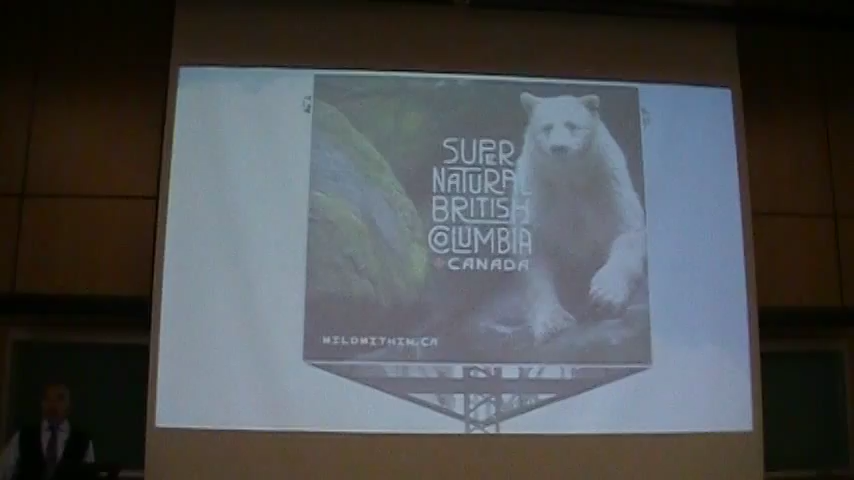 SUPER
NATURAL
BRITISH
COLUMBIA
CANADA
WILDWITHIN.CA